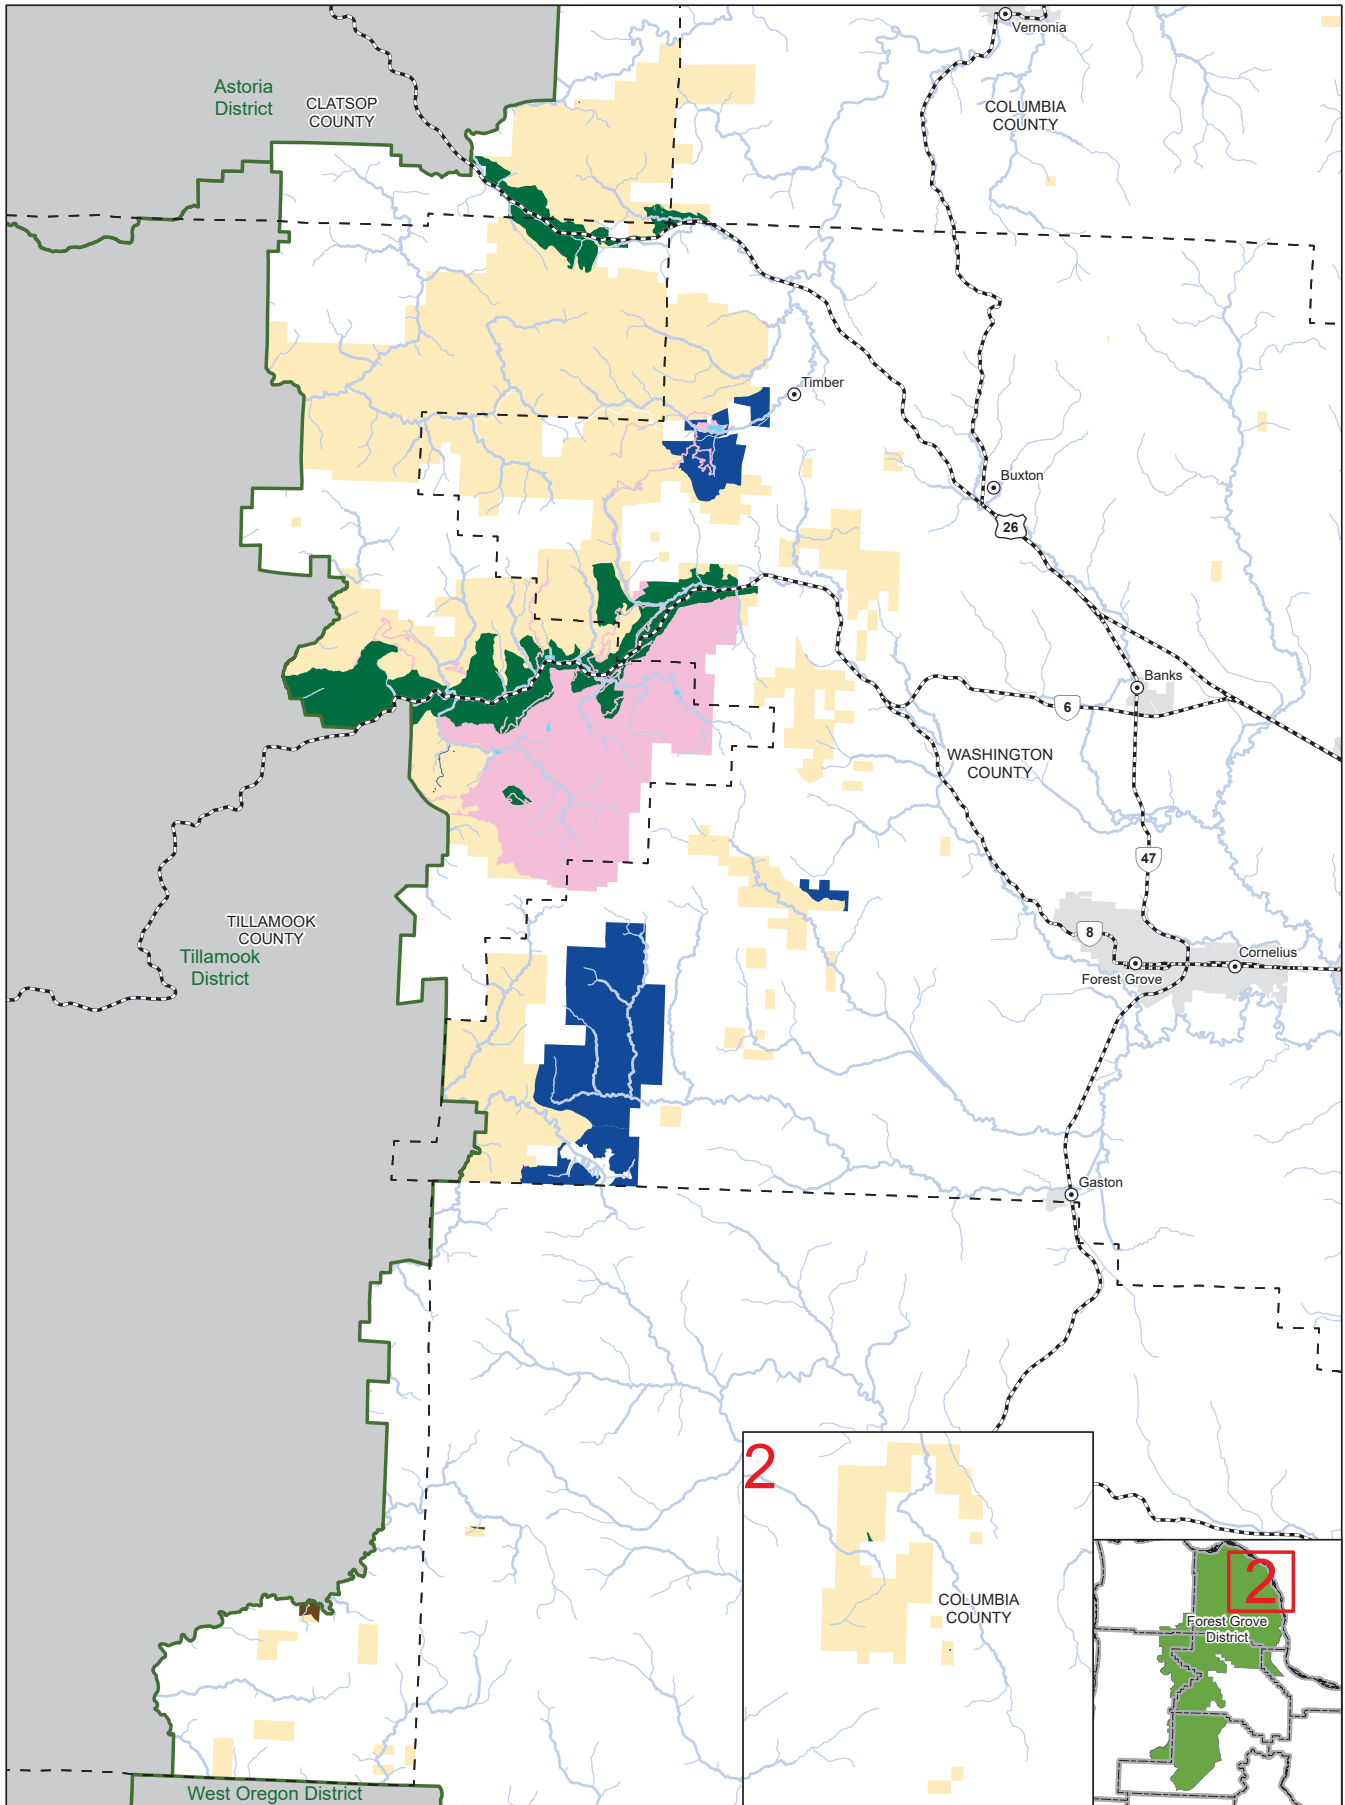 Vernonia
Astoria
District
CLATSOP
COUNTY
COLUMBIA
COUNTY
Timber
Buxton
26
Banks
6
WASHINGTON
COUNTY
47
TILLAMOOK
COUNTY
Tillamook
District
8
Cornelius
Forest Grove
Gaston
2
COLUMBIA
COUNTY
2
Forest Grove
District
West Oregon District